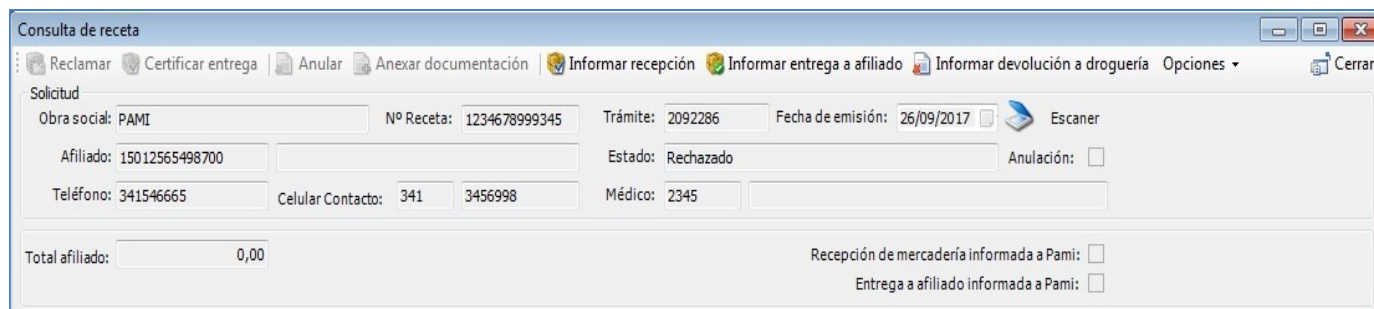 Consulta de receta
Reclamar Certificar entrega Anular Anexar documentación Informar recepción Informar entrega a afiliado Informar devolución a droguería Opciones Cerrar
Solicitud
Obra social: PAMI Nº Receta: 1234678999345 Trámite: 2092286 Fecha de emisión: 26/09/2017 Escaner
Afiliado: 15012565498700 Estado: Rechazado Anulación:
Teléfono: 341546665 Celular Contacto: 341 3456998 Médico: 2345
Total afiliado: 0,00 Recepción de mercadería informada a Pami:
Entrega a afiliado informada a Pami: